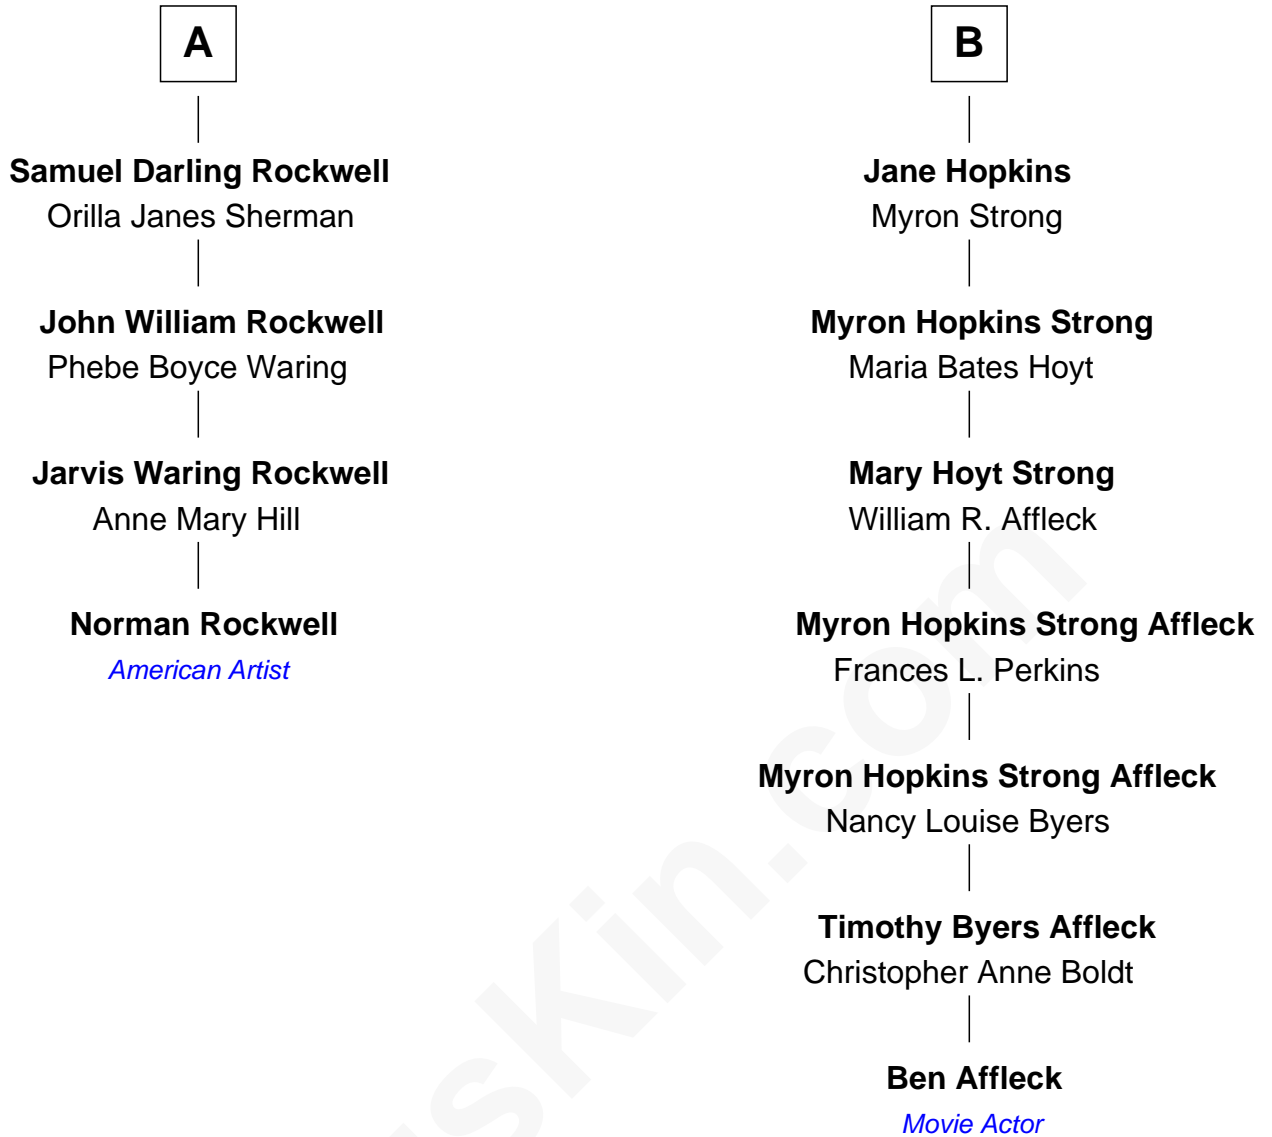 A
Samuel Darling Rockwell
Orilla Janes Sherman
John William Rockwell
Phebe Boyce Waring
Jarvis Waring Rockwell
Anne Mary Hill
Norman Rockwell
American Artist
B
Jane Hopkins
Myron Strong
Myron Hopkins Strong
Maria Bates Hoyt
Mary Hoyt Strong
William R. Affleck
Myron Hopkins Strong Affleck
Frances L. Perkins
Myron Hopkins Strong Affleck
Nancy Louise Byers
Timothy Byers Affleck
Christopher Anne Boldt
Ben Affleck
Movie Actor
sKin.com